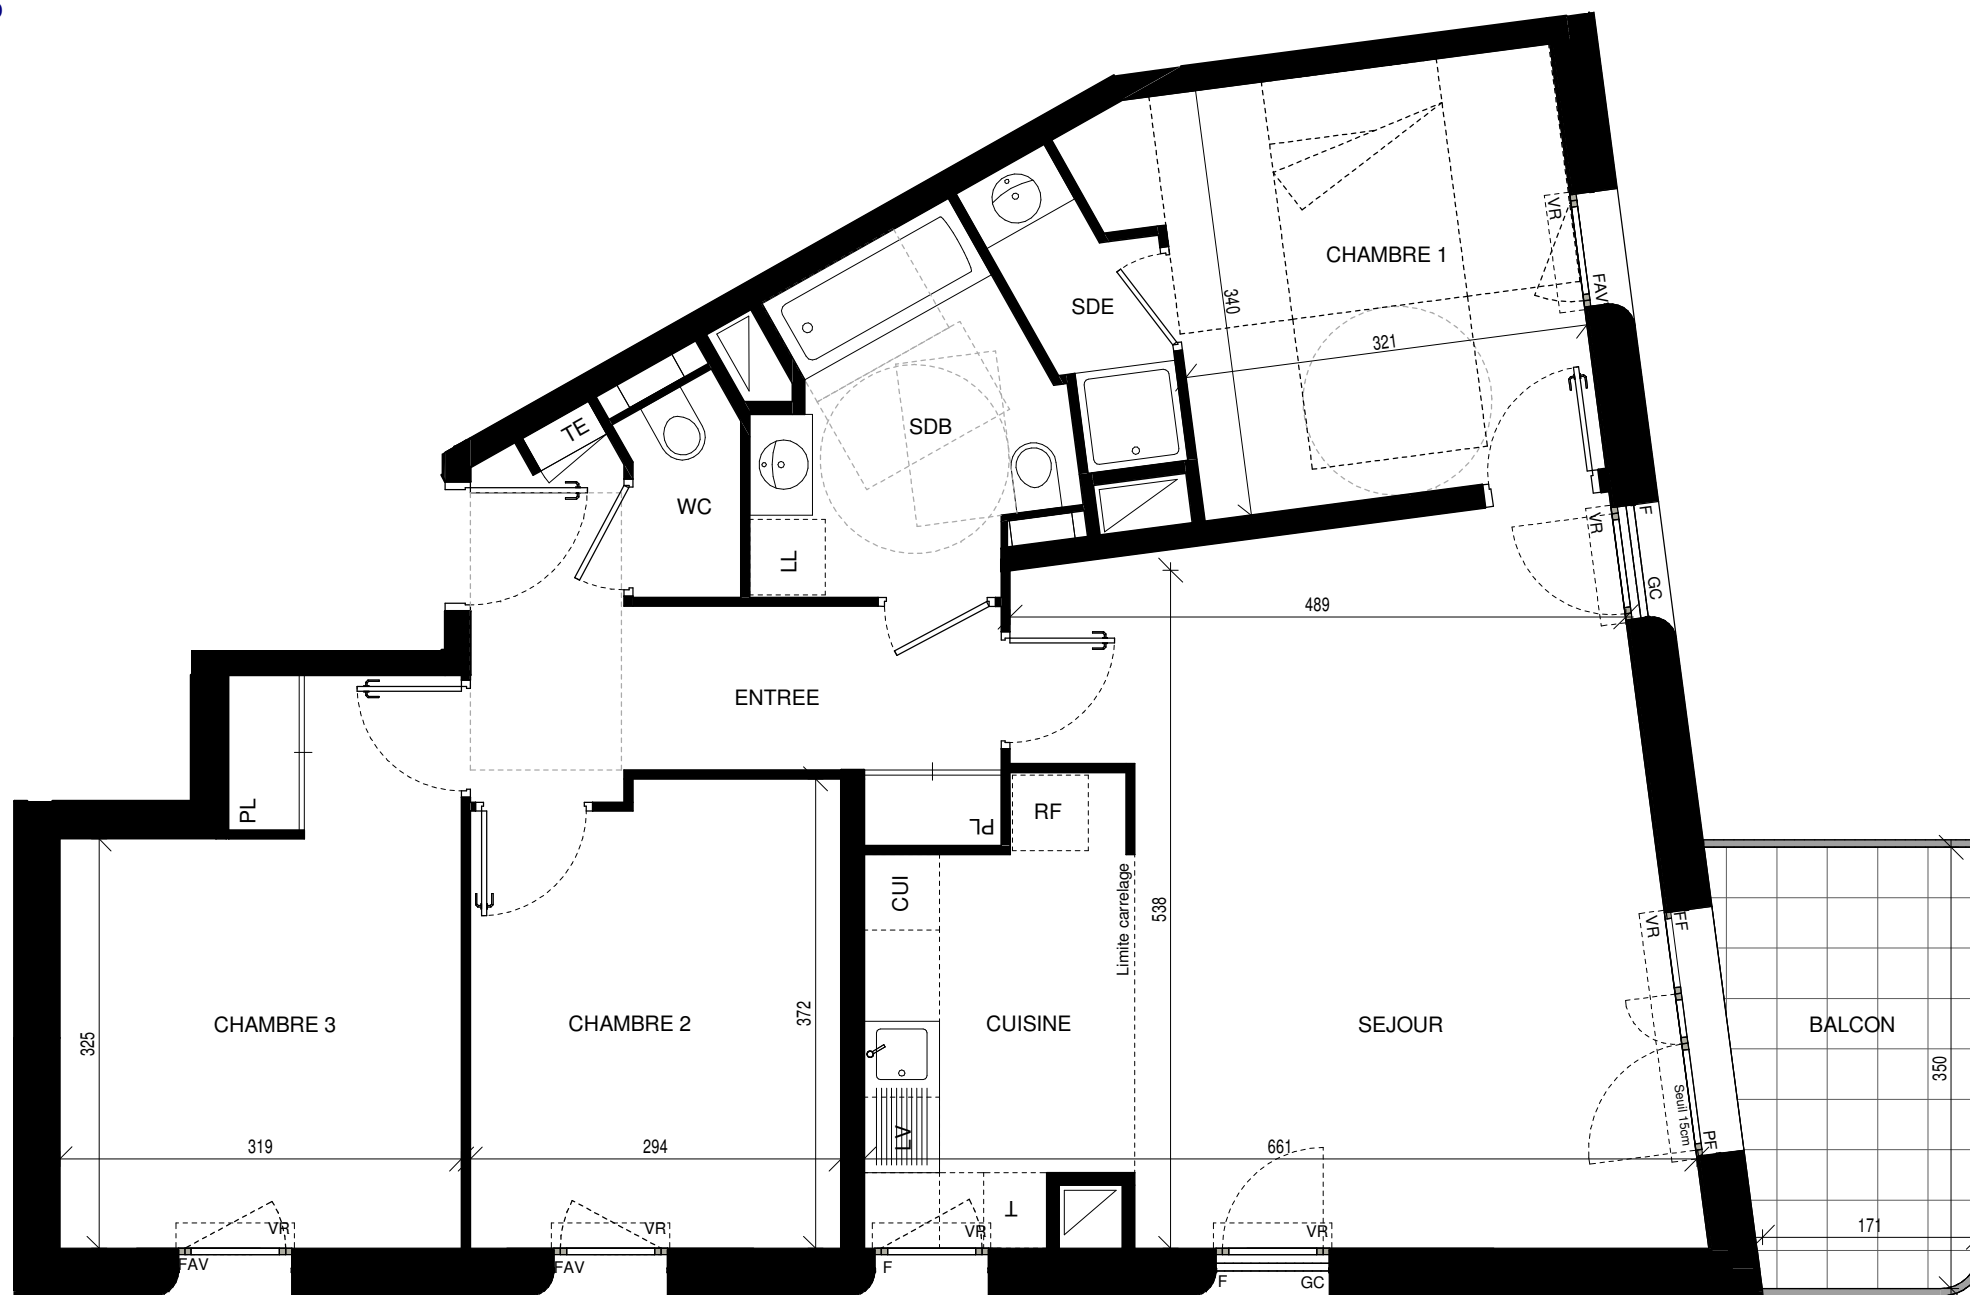 CHAMBRE 1
VR
FAV
340
321
SDE
SDB
TE
WC
LL
VR
F
GC
489
ENTREE
PL
PL
RF
CUI
Limite carrelage
538
VR
FF
CHAMBRE 3
CHAMBRE 2
CUISINE
SEJOUR
BALCON
325
372
350
Seuil 15cm
PF
LV
319
294
661
T
171
VR
FAV
VR
FAV
VR
F
VR
F
GC